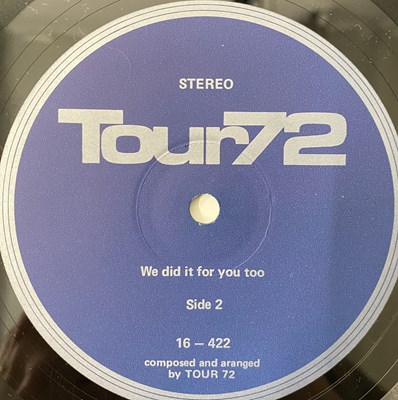 STEREO
Tour72
We did it for you too
Side 2
16 – 422
composed and aranged
by TOUR 72